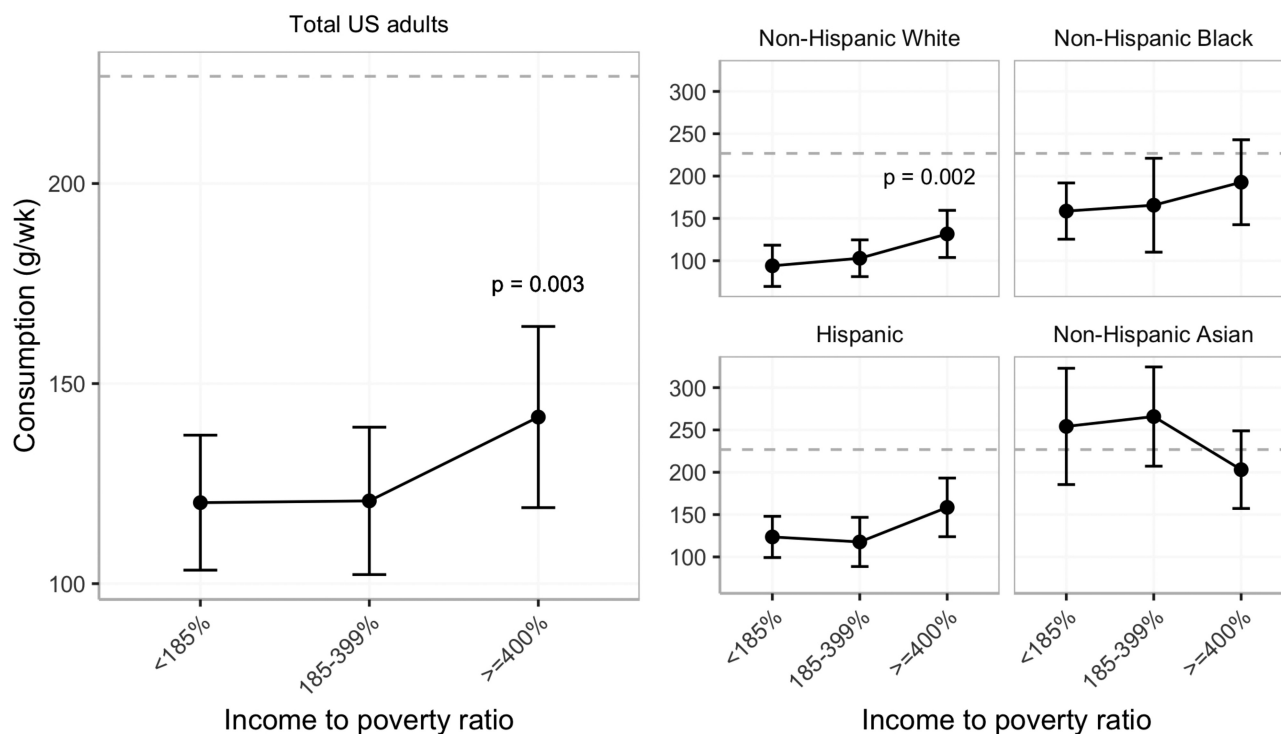 Total US adults
Consumption (g/wk)
200
150
100
p = 0.003
<185%
185-399%
>=400%
Income to poverty ratio
Non-Hispanic White
Non-Hispanic Black
300
250
200
150
100
p = 0.002
Hispanic
Non-Hispanic Asian
300
250
200
150
100
<185%
185-399%
>=400%
<185%
185-399%
>=400%
Income to poverty ratio